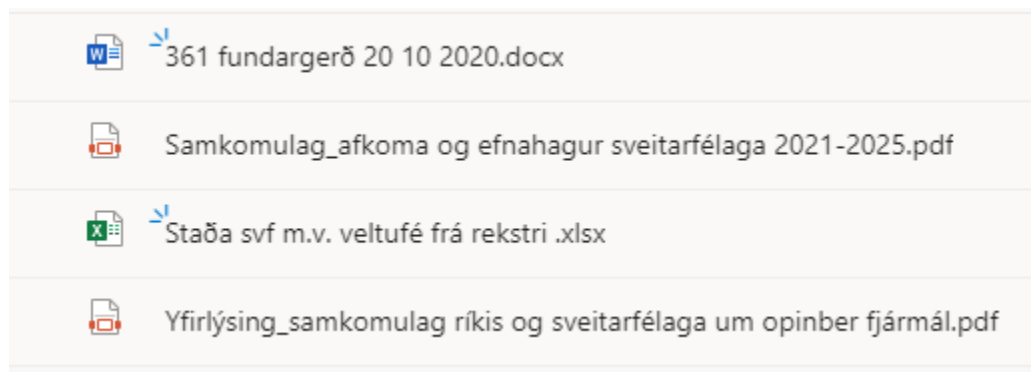 361 fundargerð 20 10 2020.docx
Samkomulag_afkoma og efnahagur sveitarfélaga 2021-2025.pdf
Staða svf m.v. veltufé frá rekstri .xlsx
Yfirlýsing_samkomulag ríkis og sveitarfélaga um opinber fjármál.pdf